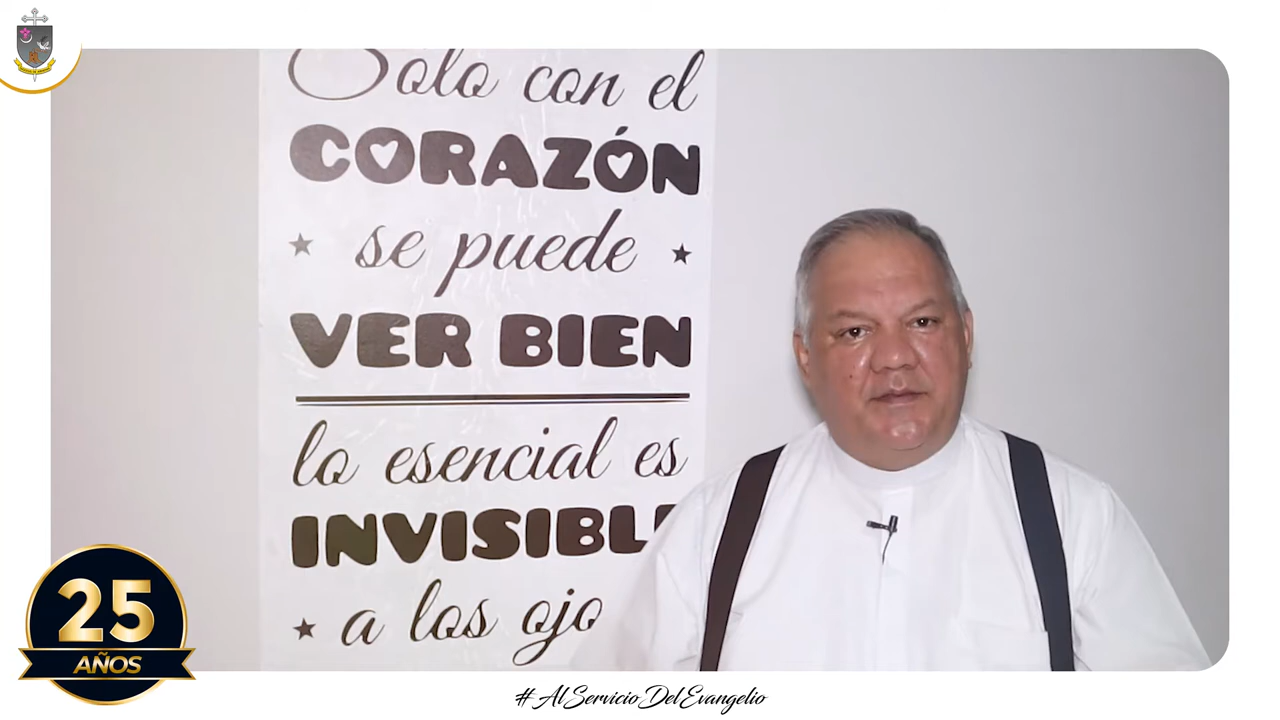 Solo con el
CORAZÓN
se puede
VER BIEN
lo esencial es
INVISIBL
a los ojo
25
AÑOS
#AlServicioDelEvangelio